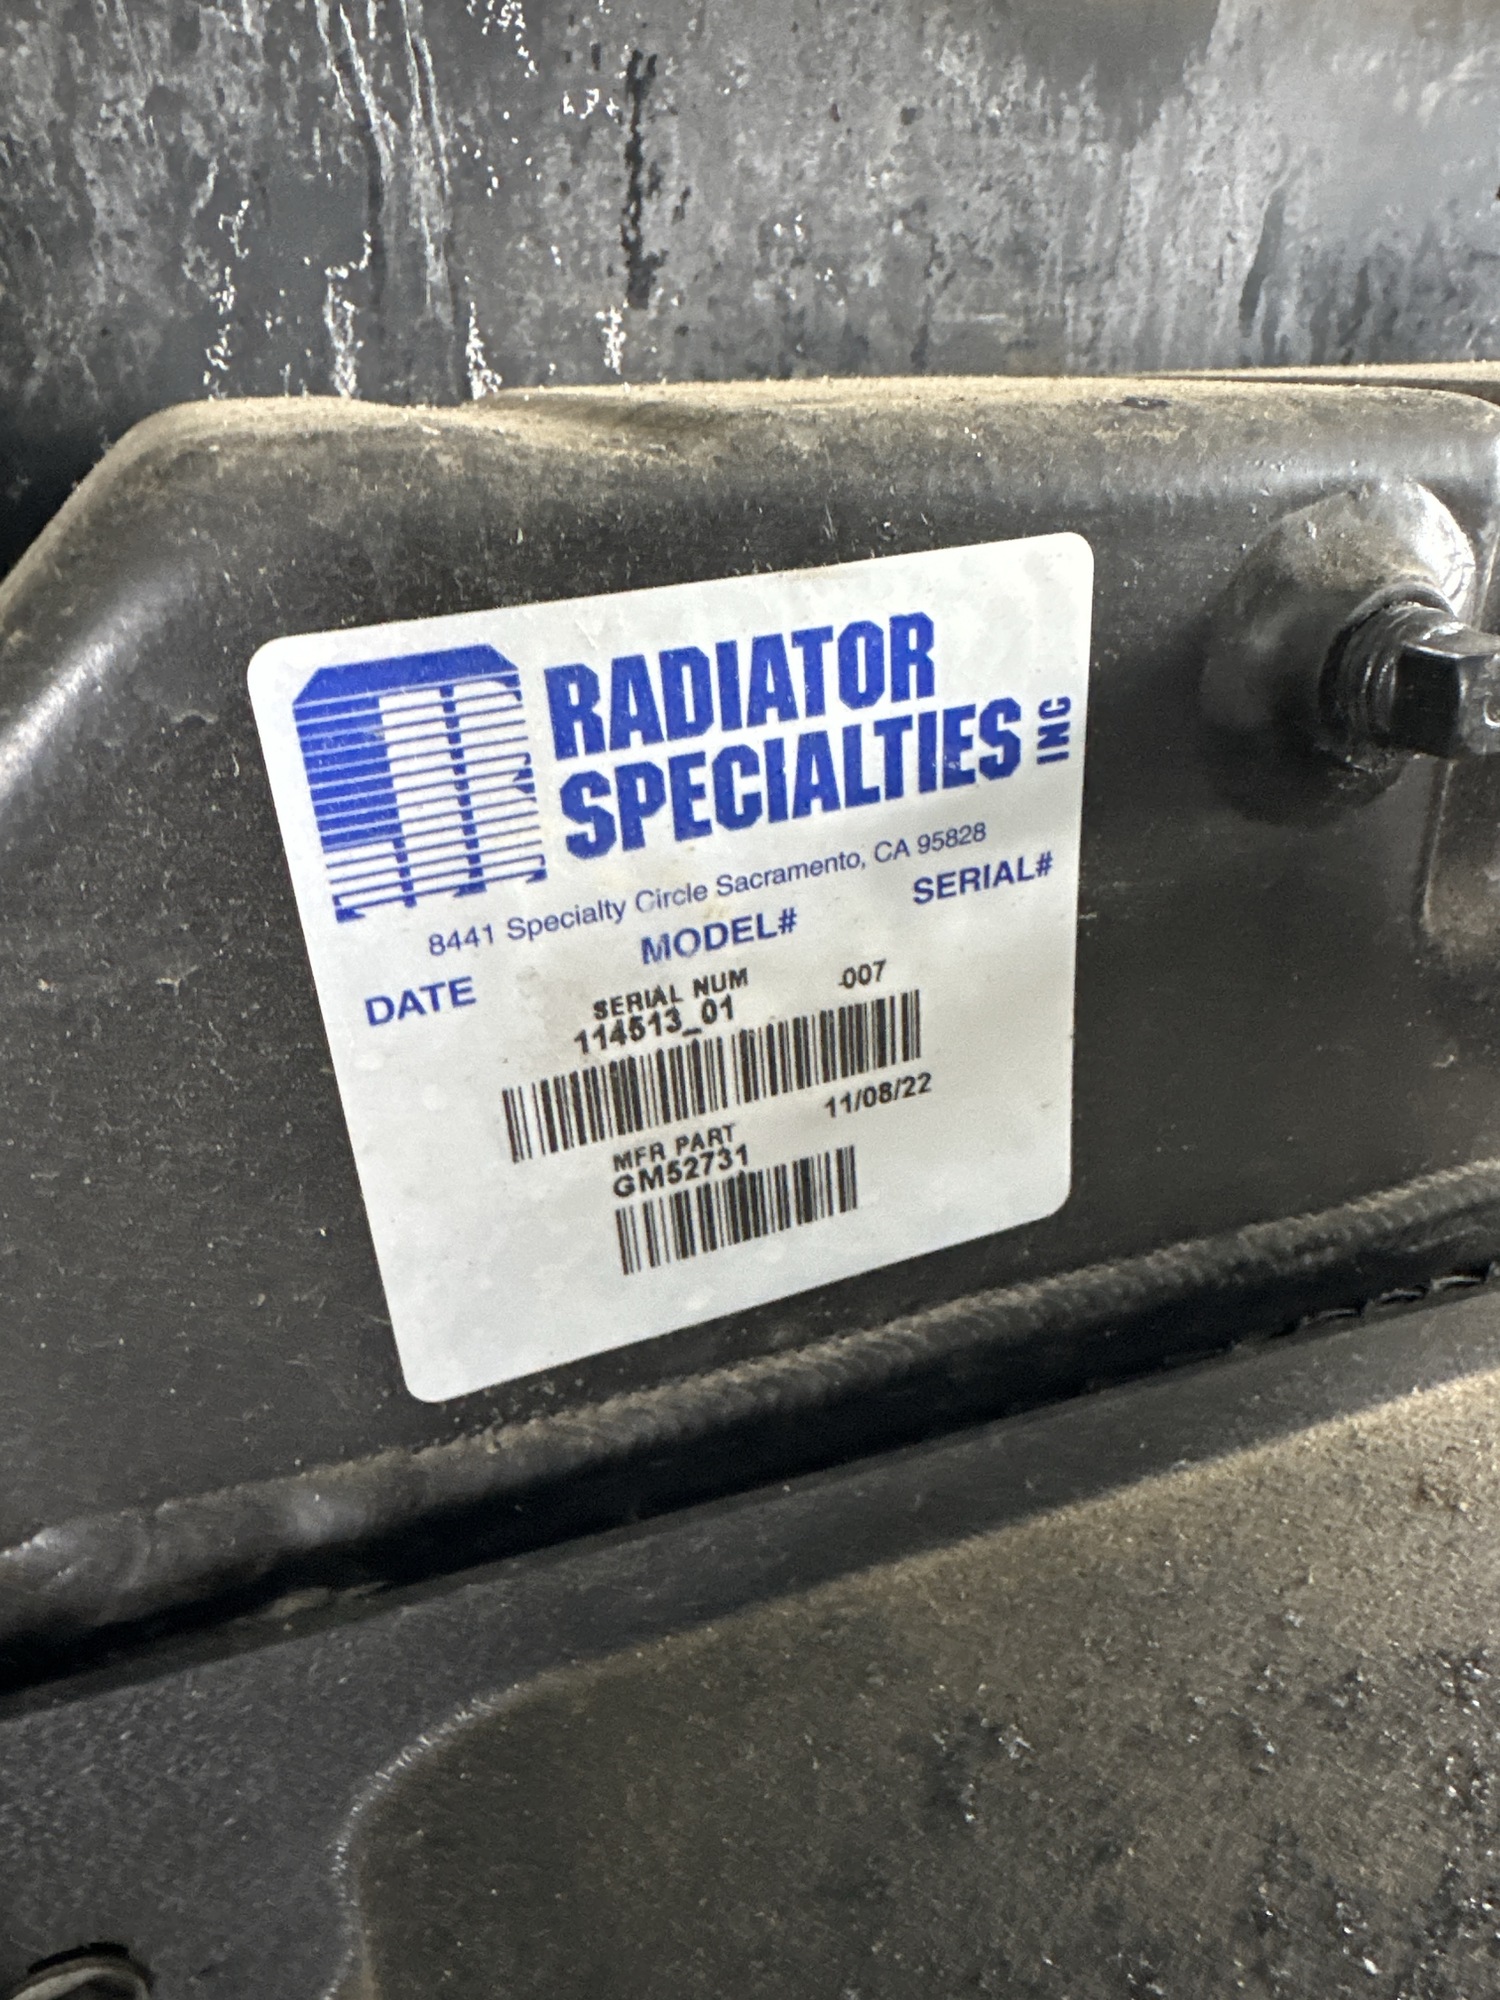 RADIATOR
SPECIALTIES INC
8441 Specialty Circle Sacramento, CA 95828
DATE MODEL# SERIAL#
SERIAL NUM 007
114513_01
11/08/22
MFR PART
GM52731